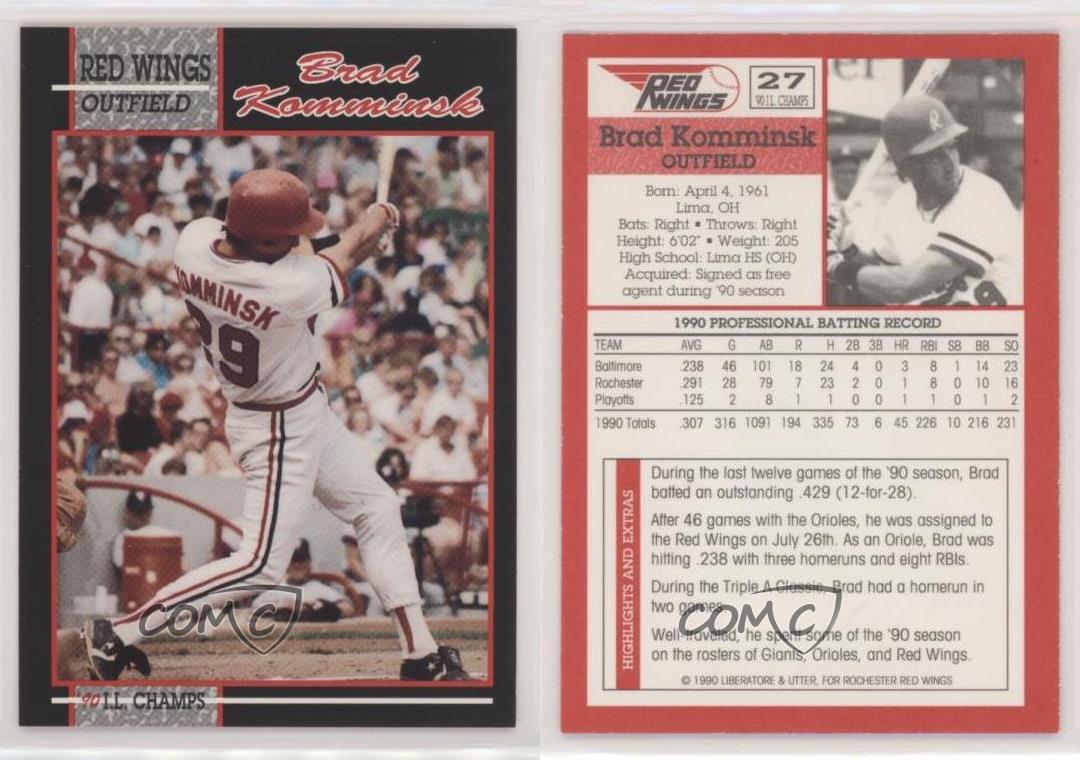 RED WINGS
OUTFIELD
Brad
Komminsk
KOMMINSK
29
90 I.L. CHAMPS
COMC
RED
WINGS
27
90 I.L. CHAMPS
Brad Komminsk
OUTFIELD
Born: April 4, 1961
Lima, OH
Bats: Right ▪ Throws: Right
Height: 6'02" ▪ Weight: 205
High School: Lima HS (OH)
Acquired: Signed as free
agent during '90 season
R
1990 PROFESSIONAL BATTING RECORD
TEAM AVG G AB R H 2B 3B HR RBI SB BB SO
Baltimore .238 46 101 18 24 4 0 3 8 1 14 23
Rochester .291 28 79 7 23 2 0 1 8 0 10 16
Playoffs .125 2 8 1 1 0 0 1 1 0 1 2
1990 Totals .307 316 1091 194 335 73 6 45 226 10 216 231
HIGHLIGHTS AND EXTRAS
During the last twelve games of the '90 season, Brad
batted an outstanding .429 (12-for-28).
After 46 games with the Orioles, he was assigned to
the Red Wings on July 26th. As an Oriole, Brad was
hitting .238 with three homeruns and eight RBIs.
During the Triple A Classic, Brad had a homerun in
two games.
Well-traveled, he spent some of the '90 season
on the rosters of Giants, Orioles, and Red Wings.
© 1990 LIBERATORE & UTTER, FOR ROCHESTER RED WINGS
COMC